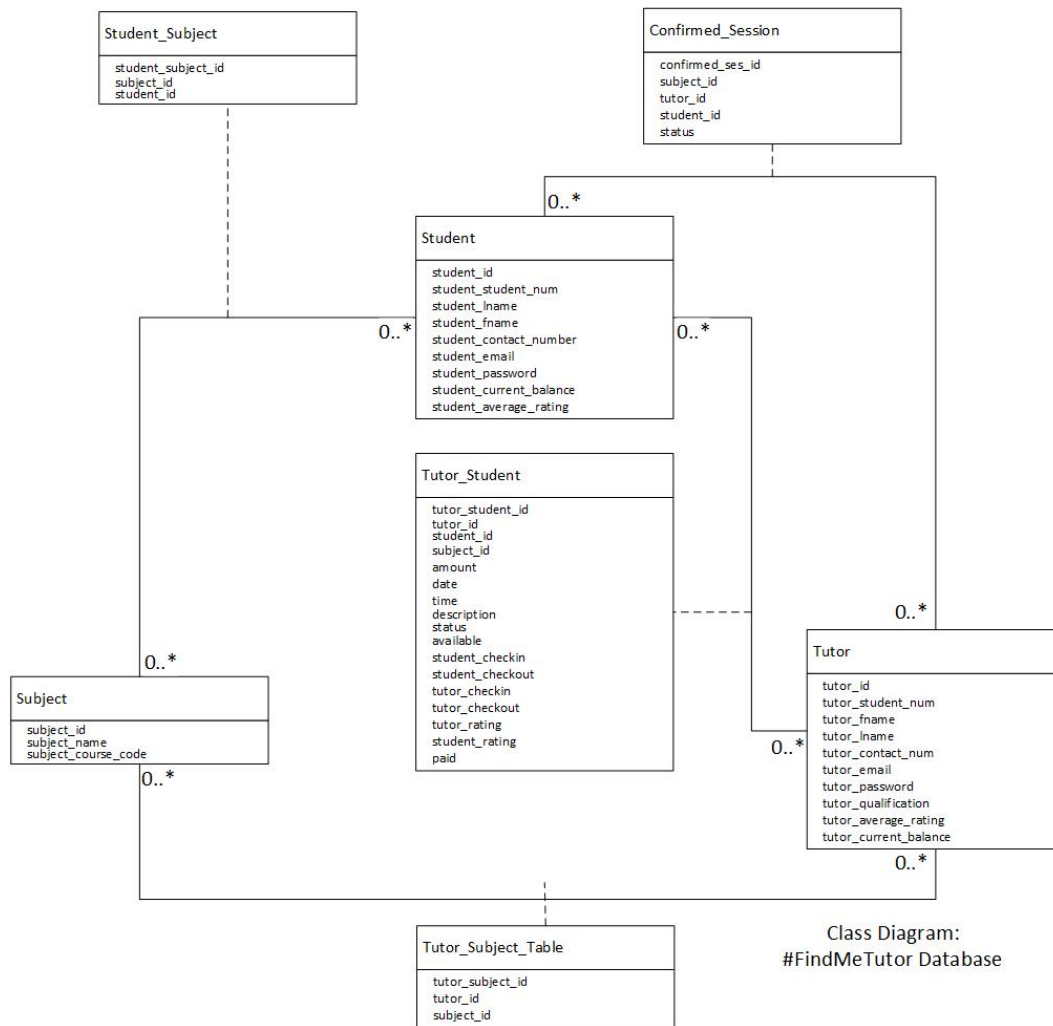 Student_Subject
student_subject_id
subject_id
student_id
Confirmed_Session
confirmed_ses_id
subject_id
tutor_id
student_id
status
0..*
Student
student_id
student_student_num
student_lname
student_fname
student_contact_number
student_email
student_password
student_current_balance
student_average_rating
0..*
0..*
Tutor_Student
tutor_student_id
tutor_id
student_id
subject_id
amount
date
time
description
status
available
student_checkin
student_checkout
tutor_checkin
tutor_checkout
tutor_rating
student_rating
paid
0..*
Subject
subject_id
subject_name
subject_course_code
0..*
0..*
Tutor
tutor_id
tutor_student_num
tutor_fname
tutor_lname
tutor_contact_num
tutor_email
tutor_password
tutor_qualification
tutor_average_rating
tutor_current_balance
0..*
0..*
Tutor_Subject_Table
tutor_subject_id
tutor_id
subject_id
Class Diagram:
#FindMeTutor Database